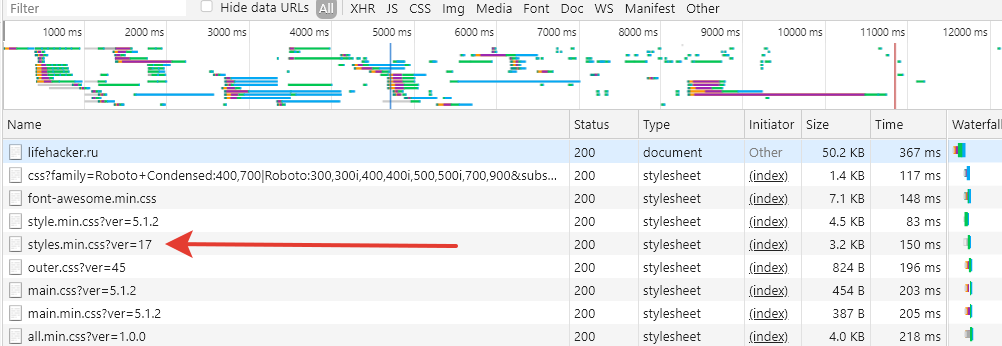 Filter Hide data URLs All XHR JS CSS Img Media Font Doc WS Manifest Other
1000 ms 2000 ms 3000 ms 4000 ms 5000 ms 6000 ms 7000 ms 8000 ms 9000 ms 10000 ms 11000 ms 12000 ms
Name Status Type Initiator Size Time Waterfall
lifehacker.ru 200 document Other 50.2 KB 367 ms
css?family=Roboto+Condensed:400,700|Roboto:300,300i,400,400i,500,500i,700,900&subs... 200 stylesheet (index) 1.4 KB 117 ms
font-awesome.min.css 200 stylesheet (index) 7.1 KB 148 ms
style.min.css?ver=5.1.2 200 stylesheet (index) 4.5 KB 83 ms
styles.min.css?ver=17 200 stylesheet (index) 3.2 KB 150 ms
outer.css?ver=45 200 stylesheet (index) 824 B 196 ms
main.css?ver=5.1.2 200 stylesheet (index) 454 B 203 ms
main.min.css?ver=5.1.2 200 stylesheet (index) 387 B 205 ms
all.min.css?ver=1.0.0 200 stylesheet (index) 4.0 KB 218 ms